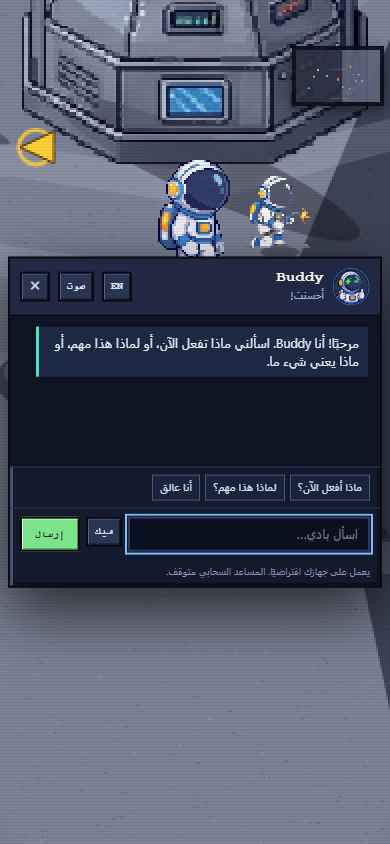 Buddy
أحسنت!
EN
صوت
✕
مرحبًا! أنا Buddy. اسألني ماذا تفعل الآن، أو لماذا هذا مهم، أو
ماذا يعني شيء ما.
ماذا أفعل الآن؟
لماذا هذا مهم؟
أنا عالق
اسأل بادي...
ميك
إرسال
يعمل على جهازك افتراضيًا. المساعد السحابي متوقف.